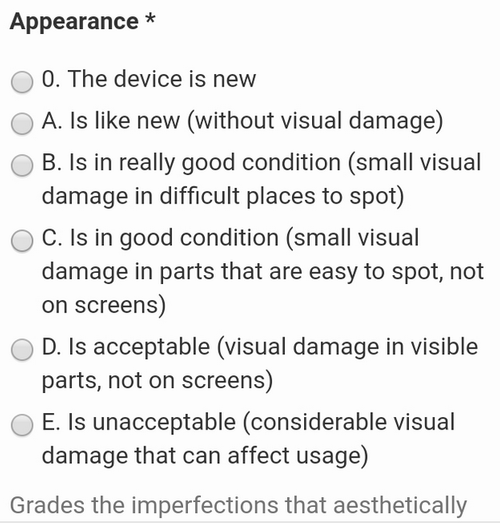 Appearance *
0. The device is new
A. Is like new (without visual damage)
B. Is in really good condition (small visual
damage in difficult places to spot)
C. Is in good condition (small visual
damage in parts that are easy to spot, not
on screens)
D. Is acceptable (visual damage in visible
parts, not on screens)
E. Is unacceptable (considerable visual
damage that can affect usage)
Grades the imperfections that aesthetically